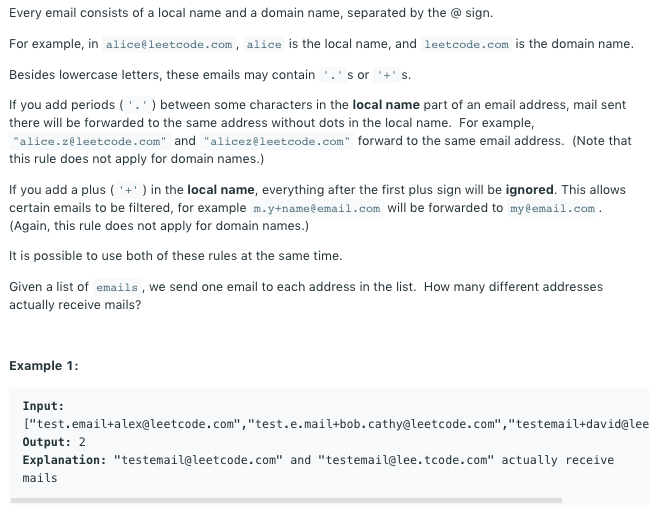 Every email consists of a local name and a domain name, separated by the @ sign.
For example, in alice@leetcode.com, alice is the local name, and leetcode.com is the domain name.
Besides lowercase letters, these emails may contain '.'s or '+'s.
If you add periods ('.') between some characters in the local name part of an email address, mail sent
there will be forwarded to the same address without dots in the local name. For example,
"alice.z@leetcode.com" and "alicez@leetcode.com" forward to the same email address. (Note that
this rule does not apply for domain names.)
If you add a plus ('+') in the local name, everything after the first plus sign will be ignored. This allows
certain emails to be filtered, for example m.y+name@email.com will be forwarded to my@email.com.
(Again, this rule does not apply for domain names.)
It is possible to use both of these rules at the same time.
Given a list of emails, we send one email to each address in the list. How many different addresses
actually receive mails?
Example 1:
Input:
["test.email+alex@leetcode.com","test.e.mail+bob.cathy@leetcode.com","testemail+david@lee
Output: 2
Explanation: "testemail@leetcode.com" and "testemail@lee.tcode.com" actually receive
mails